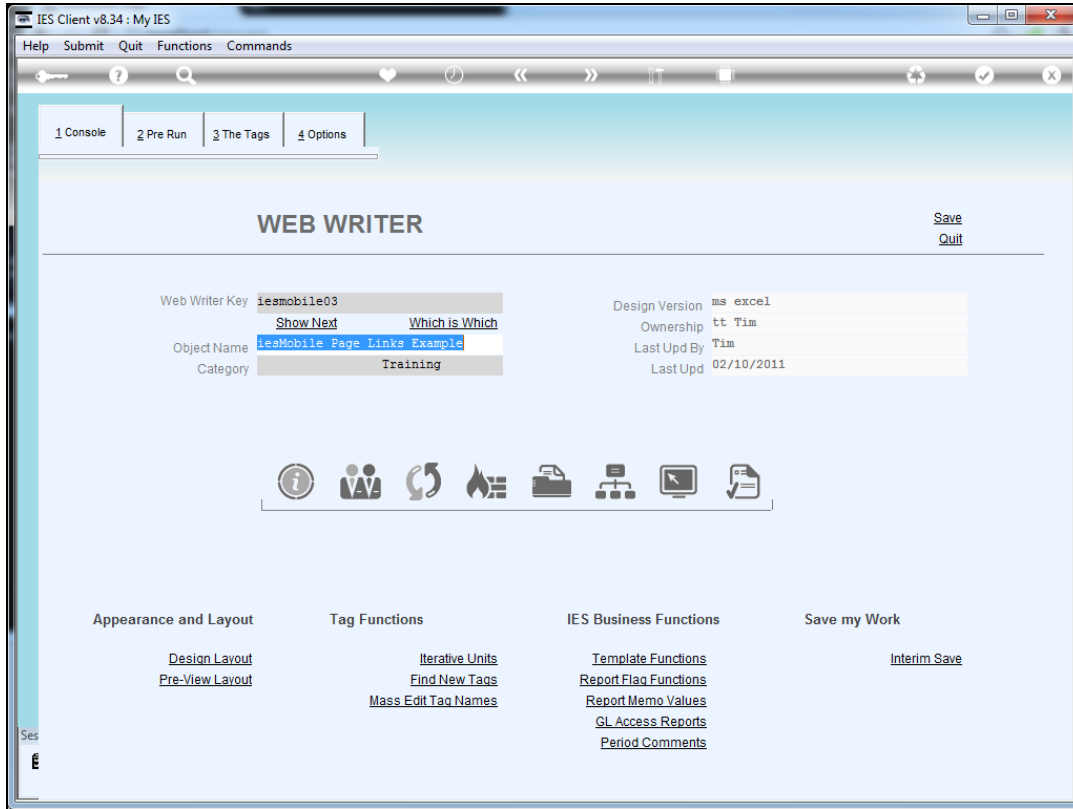 IES Client v8.34 : My IES
Help Submit Quit Functions Commands
1 Console 2 Pre Run 3 The Tags 4 Options
WEB WRITER
Save
Quit
Web Writer Key iesmobile03
Show Next Which is Which
Object Name iesMobile Page Links Example
Category Training
Design Version ms excel
Ownership tt Tim
Last Upd By Tim
Last Upd 02/10/2011
Appearance and Layout
Design Layout
Pre-View Layout
Tag Functions
Iterative Units
Find New Tags
Mass Edit Tag Names
IES Business Functions
Template Functions
Report Flag Functions
Report Memo Values
GL Access Reports
Period Comments
Save my Work
Interim Save
Ses